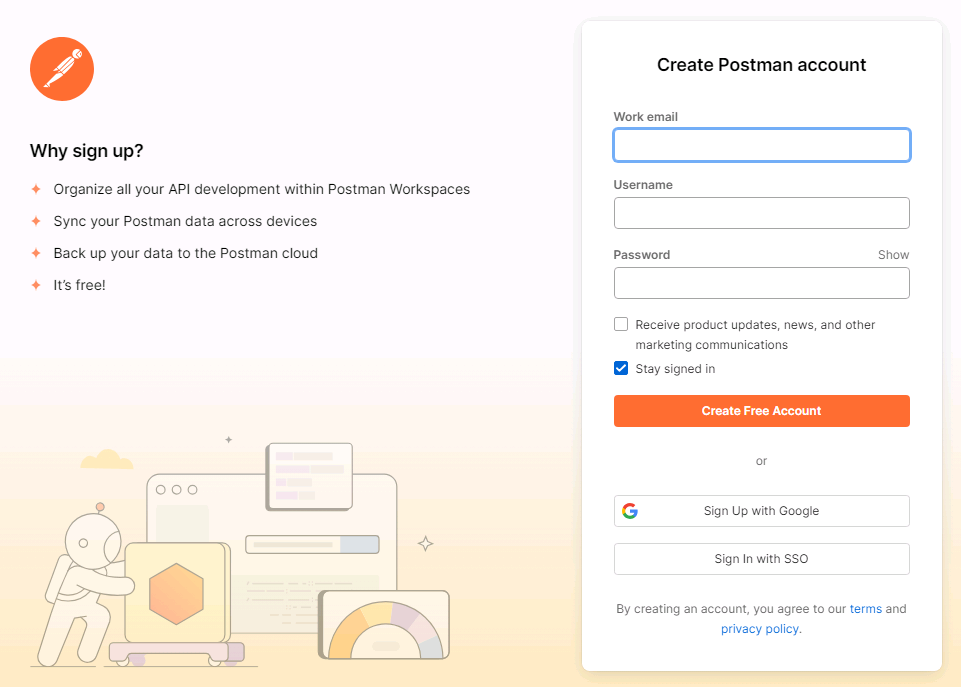 Why sign up?
Organize all your API development within Postman Workspaces
Sync your Postman data across devices
Back up your data to the Postman cloud
It's free!
Create Postman account
Work email
Username
Password Show
Receive product updates, news, and other
marketing communications
Stay signed in
Create Free Account
or
Sign Up with Google
Sign In with SSO
By creating an account, you agree to our terms and
privacy policy.